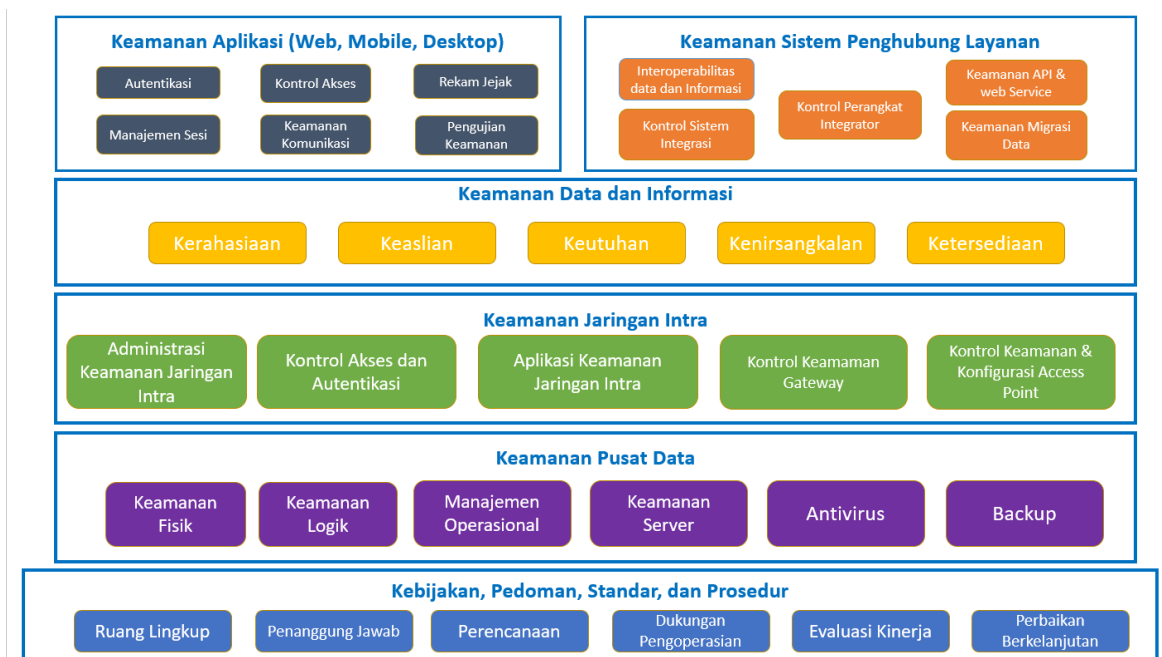 Keamanan Aplikasi (Web, Mobile, Desktop)
Autentikasi
Kontrol Akses
Rekam Jejak
Manajemen Sesi
Keamanan
Komunikasi
Pengujian
Keamanan
Keamanan Sistem Penghubung Layanan
Interoperabilitas
data dan Informasi
Kontrol Perangkat
Integrator
Keamanan API &
web Service
Kontrol Sistem
Integrasi
Keamanan Migrasi
Data
Keamanan Data dan Informasi
Kerahasiaan
Keaslian
Keutuhan
Kenirsangkalan
Ketersediaan
Keamanan Jaringan Intra
Administrasi
Keamanan Jaringan
Intra
Kontrol Akses dan
Autentikasi
Aplikasi Keamanan
Jaringan Intra
Kontrol Keamaman
Gateway
Kontrol Keamanan &
Konfigurasi Access
Point
Keamanan Pusat Data
Keamanan
Fisik
Keamanan
Logik
Manajemen
Operasional
Keamanan
Server
Antivirus
Backup
Kebijakan, Pedoman, Standar, dan Prosedur
Ruang Lingkup
Penanggung Jawab
Perencanaan
Dukungan
Pengoperasian
Evaluasi Kinerja
Perbaikan
Berkelanjutan